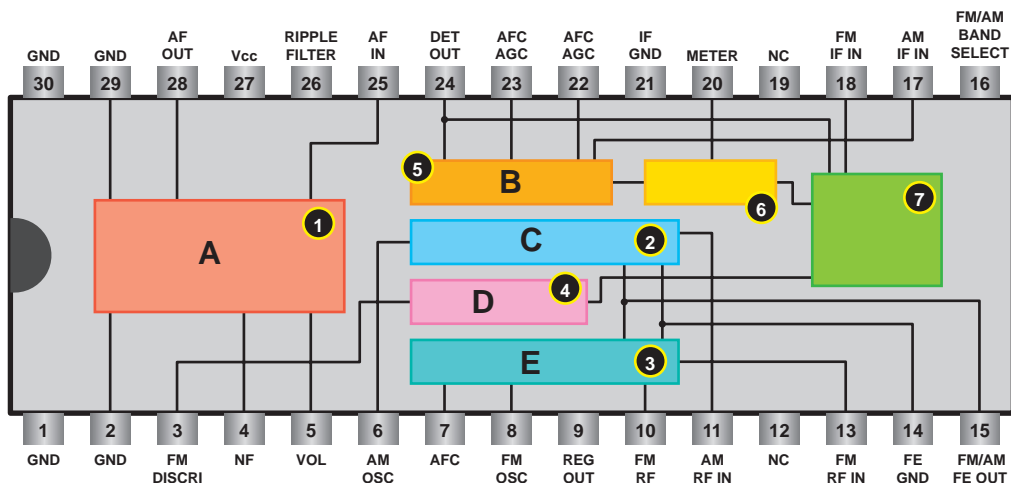 FM/AM
AF RIPPLE AF DET AFC AFC IF FM AM BAND
GND GND OUT Vcc FILTER IN OUT AGC AGC GND METER NC IF IN IF IN SELECT
30 29 28 27 26 25 24 23 22 21 20 19 18 17 16
5 B 6 7
1 A
C 2
D 4
E 3
1 2 3 4 5 6 7 8 9 10 11 12 13 14 15
GND GND FM NF VOL AM AFC FM REG FM AM NC FM FE FM/AM
DISCRI OSC OSC OUT RF RF IN RF IN GND FE OUT